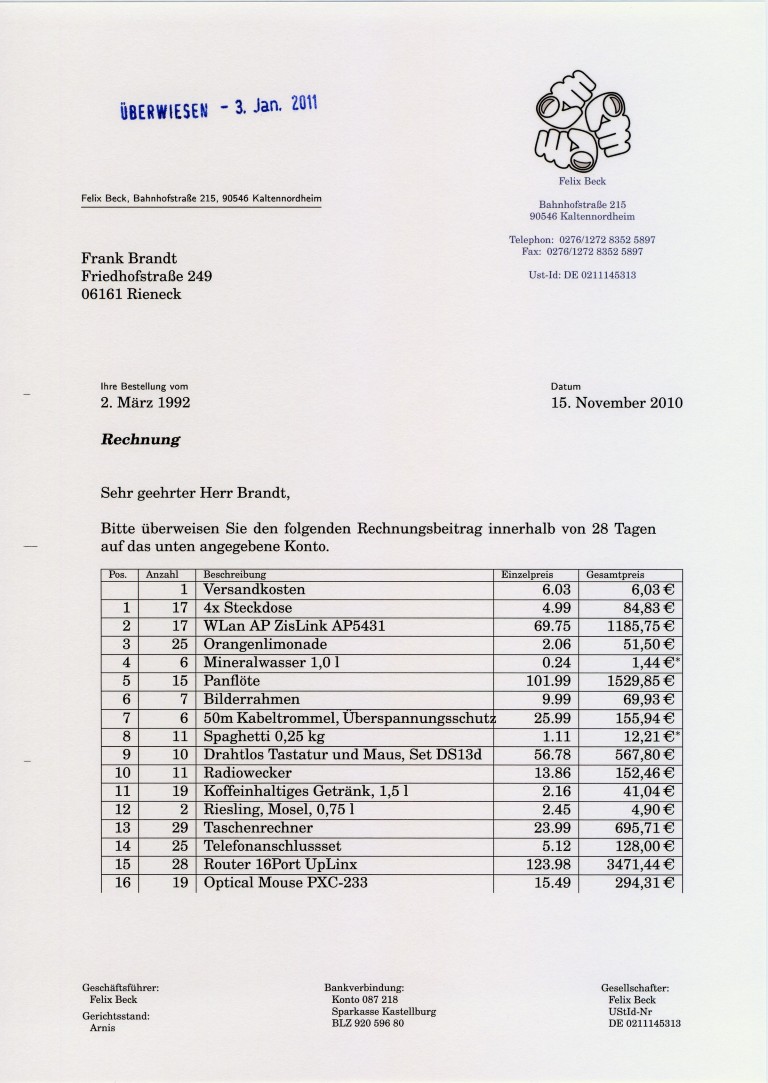 ÜBERWIESEN - 3. Jan. 2011
Felix Beck
Bahnhofstraße 215
90546 Kaltennordheim
Telephon: 0276/1272 8352 5897
Fax: 0276/1272 8352 5897
Ust-Id: DE 0211145313
Felix Beck, Bahnhofstraße 215, 90546 Kaltennordheim
Frank Brandt
Friedhofstraße 249
06161 Rieneck
Ihre Bestellung vom Datum
2. März 1992 15. November 2010
Rechnung
Sehr geehrter Herr Brandt,
Bitte überweisen Sie den folgenden Rechnungsbeitrag innerhalb von 28 Tagen
auf das unten angegebene Konto.
Pos. Anzahl Beschreibung Einzelpreis Gesamtpreis
1 Versandkosten 6.03 6,03 €
1 17 4x Steckdose 4.99 84,83 €
2 17 WLan AP ZisLink AP5431 69.75 1185,75 €
3 25 Orangenlimonade 2.06 51,50 €
4 6 Mineralwasser 1,0 l 0.24 1,44 €*
5 15 Panflöte 101.99 1529,85 €
6 7 Bilderrahmen 9.99 69,93 €
7 6 50m Kabeltrommel, Überspannungsschutz 25.99 155,94 €
8 11 Spaghetti 0,25 kg 1.11 12,21 €*
9 10 Drahtlos Tastatur und Maus, Set DS13d 56.78 567,80 €
10 11 Radiowecker 13.86 152,46 €
11 19 Koffeinhaltiges Getränk, 1,5 l 2.16 41,04 €
12 2 Riesling, Mosel, 0,75 l 2.45 4,90 €
13 29 Taschenrechner 23.99 695,71 €
14 25 Telefonanschlussset 5.12 128,00 €
15 28 Router 16Port UpLinx 123.98 3471,44 €
16 19 Optical Mouse PXC-233 15.49 294,31 €
Geschäftsführer:
Felix Beck
Gerichtsstand:
Arnis
Bankverbindung:
Konto 087 218
Sparkasse Kastellburg
BLZ 920 596 80
Gesellschafter:
Felix Beck
UStId-Nr
DE 0211145313